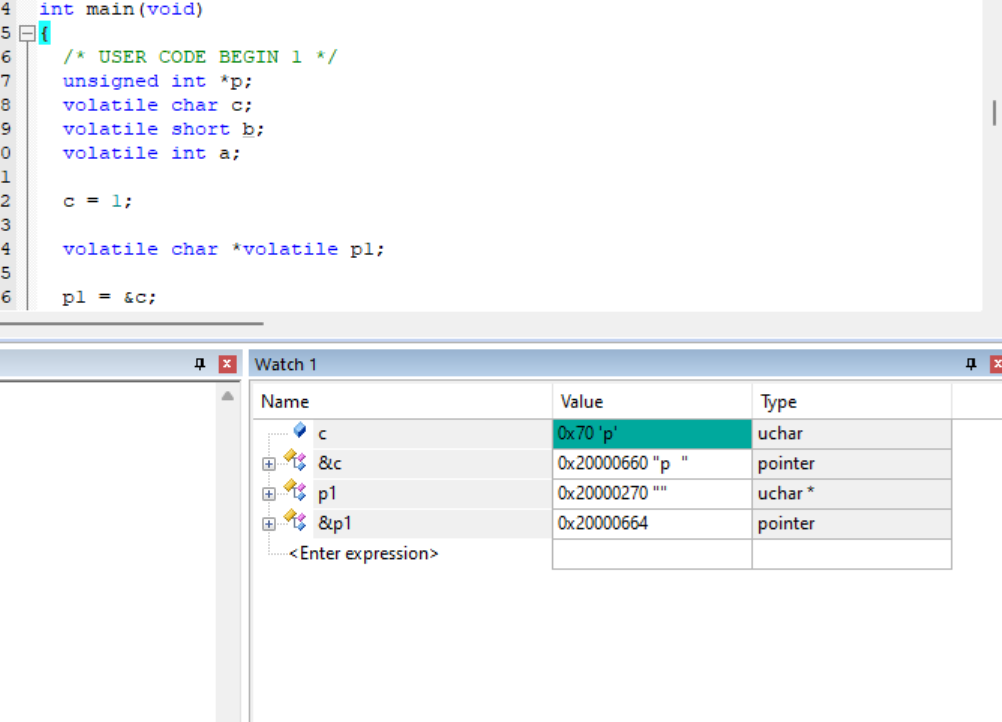 4 int main(void)
5 {
6 /* USER CODE BEGIN 1 */
7 unsigned int *p;
8 volatile char c;
9 volatile short b;
0 volatile int a;
1
2 c = 1;
3
4 volatile char *volatile p1;
5
6 p1 = &c;
Watch 1
Name Value Type
c 0x70 'p' uchar
&c 0x20000660 "p " pointer
p1 0x20000270 "" uchar *
&p1 0x20000664 pointer
<Enter expression>